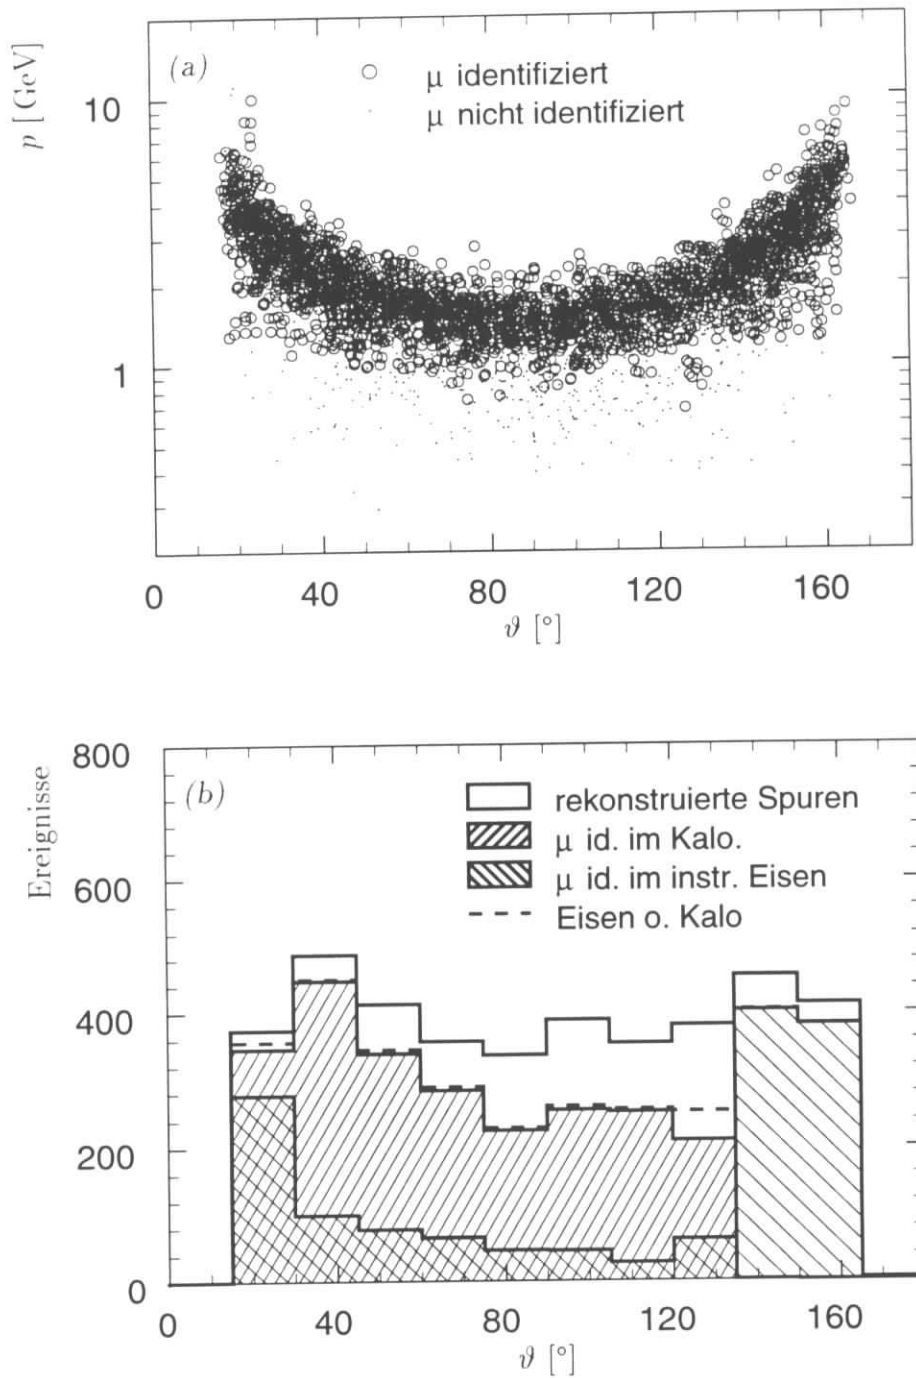 (a)
μ identifiziert
μ nicht identifiziert
p [GeV]
10
1
0 40 80 120 160
ϑ [°]
(b)
rekonstruierte Spuren
μ id. im Kalo.
μ id. im instr. Eisen
Eisen o. Kalo
Ereignisse
800
600
400
200
0
0 40 80 120 160
ϑ [°]